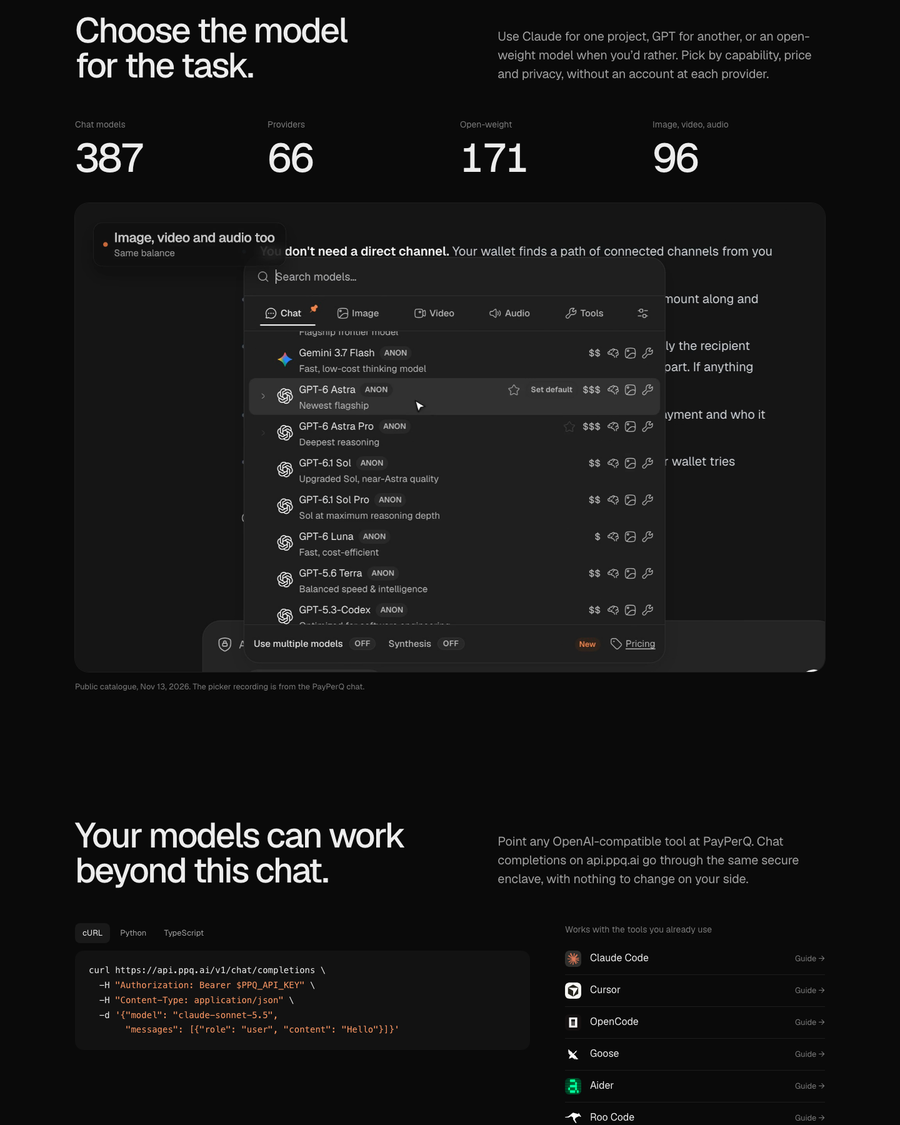 Choose the model
for the task.
Use Claude for one project, GPT for another, or an open-
weight model when you’d rather. Pick by capability, price
and privacy, without an account at each provider.
Chat models
387
Providers
66
Open-weight
171
Image, video, audio
96
Image, video and audio too
Same balance
You don't need a direct channel. Your wallet finds a path of connected channels from you
mount along and
ly the recipient
part. If anything
ayment and who it
r wallet tries
Search models...
Chat
Image
Video
Audio
Tools
Flagship frontier model
Gemini 3.7 Flash ANON $$
Fast, low-cost thinking model
GPT-6 Astra ANON Set default $$$
Newest flagship
GPT-6 Astra Pro ANON $$$
Deepest reasoning
GPT-6.1 Sol ANON $$
Upgraded Sol, near-Astra quality
GPT-6.1 Sol Pro ANON $$
Sol at maximum reasoning depth
GPT-6 Luna ANON $
Fast, cost-efficient
GPT-5.6 Terra ANON $$
Balanced speed & intelligence
GPT-5.3-Codex ANON $$
Optimized for software engineering
A
Use multiple models OFF Synthesis OFF New Pricing
Public catalogue, Nov 13, 2026. The picker recording is from the PayPerQ chat.
Your models can work
beyond this chat.
Point any OpenAI-compatible tool at PayPerQ. Chat
completions on api.ppq.ai go through the same secure
enclave, with nothing to change on your side.
cURL Python TypeScript
curl https://api.ppq.ai/v1/chat/completions \
-H "Authorization: Bearer $PPQ_API_KEY" \
-H "Content-Type: application/json" \
-d '{"model": "claude-sonnet-5.5",
"messages": [{"role": "user", "content": "Hello"}]}'
Works with the tools you already use
Claude Code Guide →
Cursor Guide →
OpenCode Guide →
Goose Guide →
Aider Guide →
Roo Code Guide →